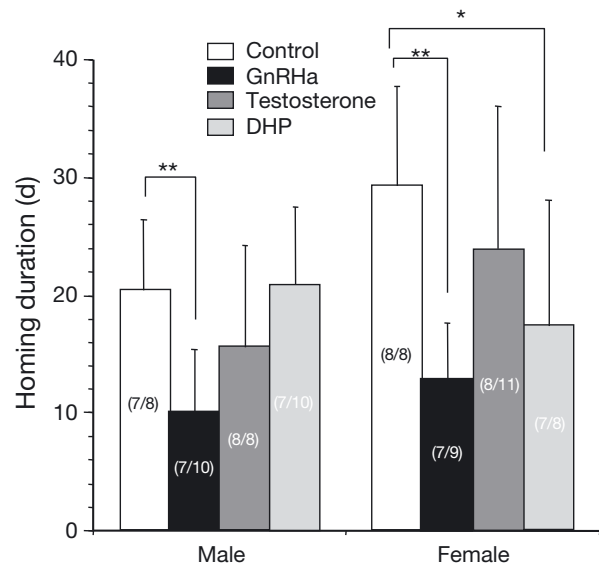 *
Control
GnRHa
Testosterone
DHP
**
**
Homing duration (d)
40
30
20
10
0
(7/8)
(7/10)
(8/8)
(7/10)
(8/8)
(7/9)
(8/11)
(7/8)
Male
Female